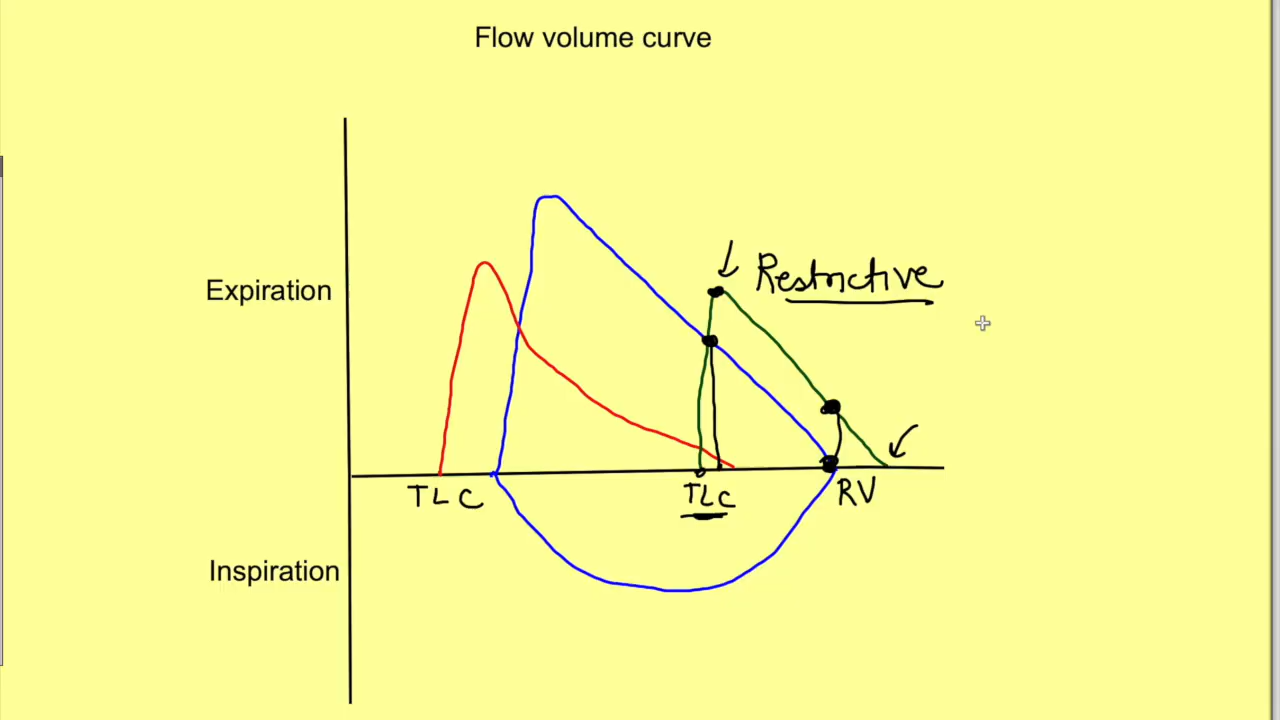 Flow volume curve
Expiration
Restrictive
TLC
TLC
RV
Inspiration